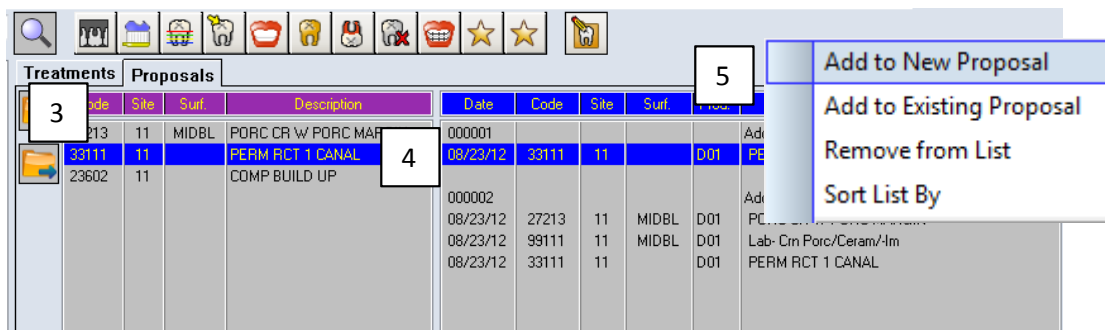 Treatments Proposals
3
5
4
Site Surf. Description
Date Code Site Surf.
213 11 MIDBL PORC CR W PORC MAR
33111 11 PERM RCT 1 CANAL
23602 11 COMP BUILD UP
000001
08/23/12 33111 11 D01 PE
000002
08/23/12 27213 11 MIDBL D01
08/23/12 99111 11 MIDBL D01 Lab- Crn Porc/Ceram/-Im
08/23/12 33111 11 D01 PERM RCT 1 CANAL
Add to New Proposal
Add to Existing Proposal
Remove from List
Sort List By